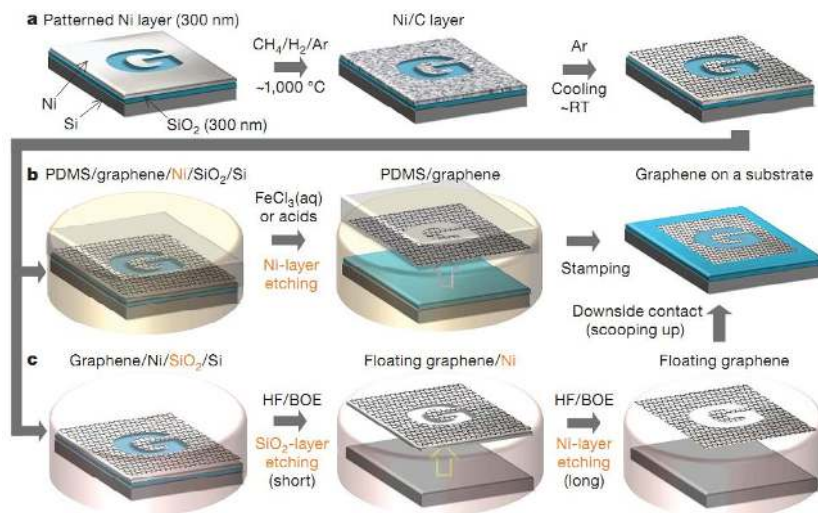 a Patterned Ni layer (300 nm)
Ni/C layer
CH₄/H₂/Ar
~1,000 °C
Ar
Cooling
~RT
Ni
Si
SiO₂ (300 nm)
G
G
G
b PDMS/graphene/Ni/SiO₂/Si
PDMS/graphene
Graphene on a substrate
FeCl₃(aq)
or acids
Ni-layer
etching
Stamping
G
G
G
Downside contact
(scooping up)
c Graphene/Ni/SiO₂/Si
Floating graphene/Ni
Floating graphene
HF/BOE
SiO₂-layer
etching
(short)
HF/BOE
Ni-layer
etching
(long)
G
G
G